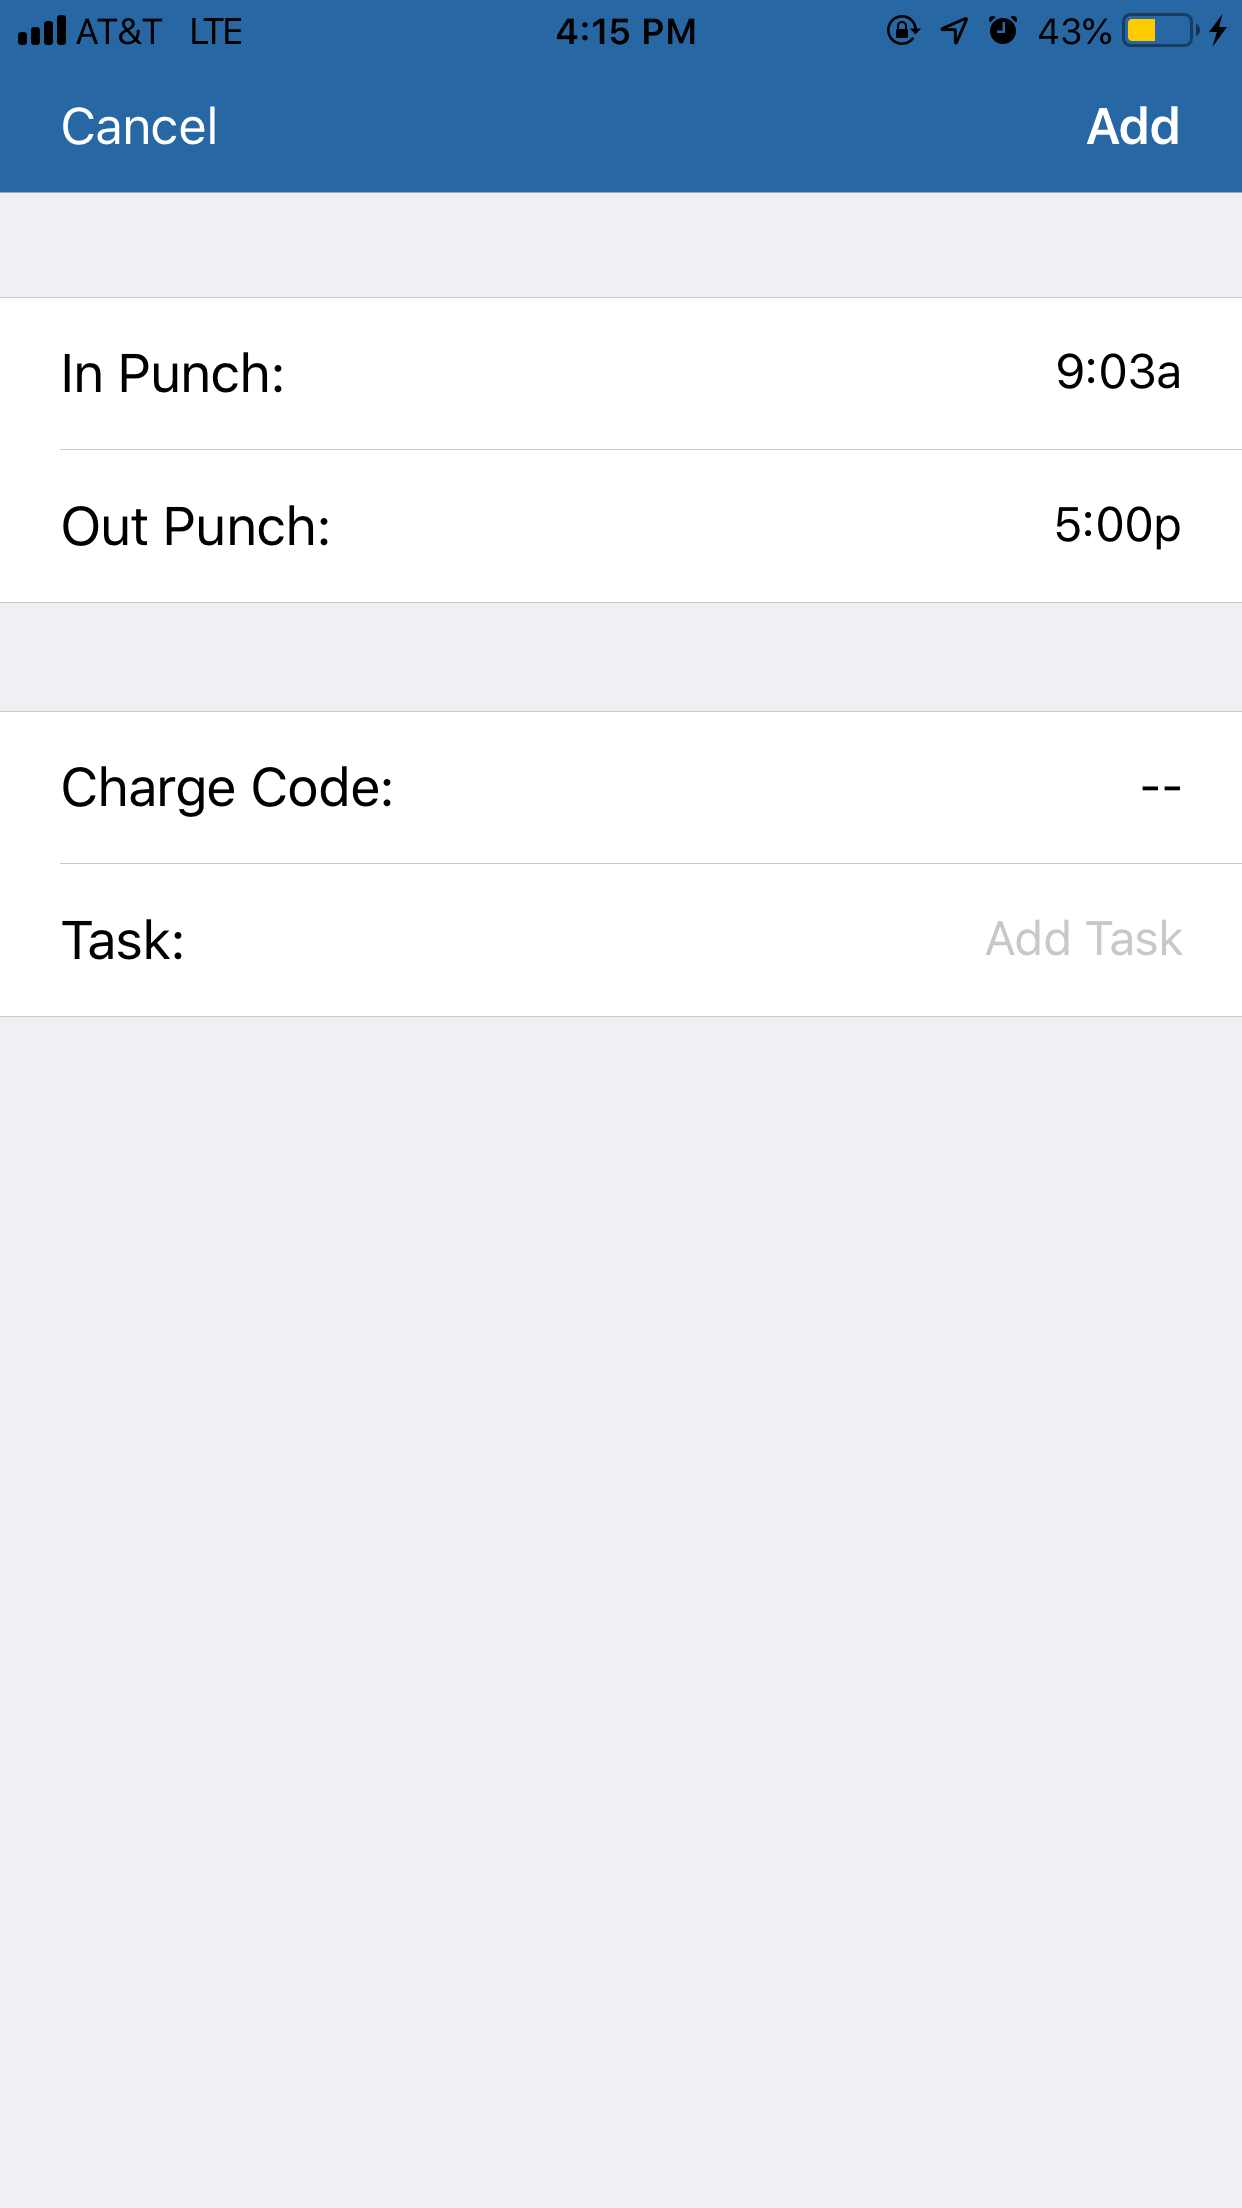 AT&T LTE 4:15 PM 43%
Cancel Add
In Punch: 9:03a
Out Punch: 5:00p
Charge Code: --
Task: Add Task